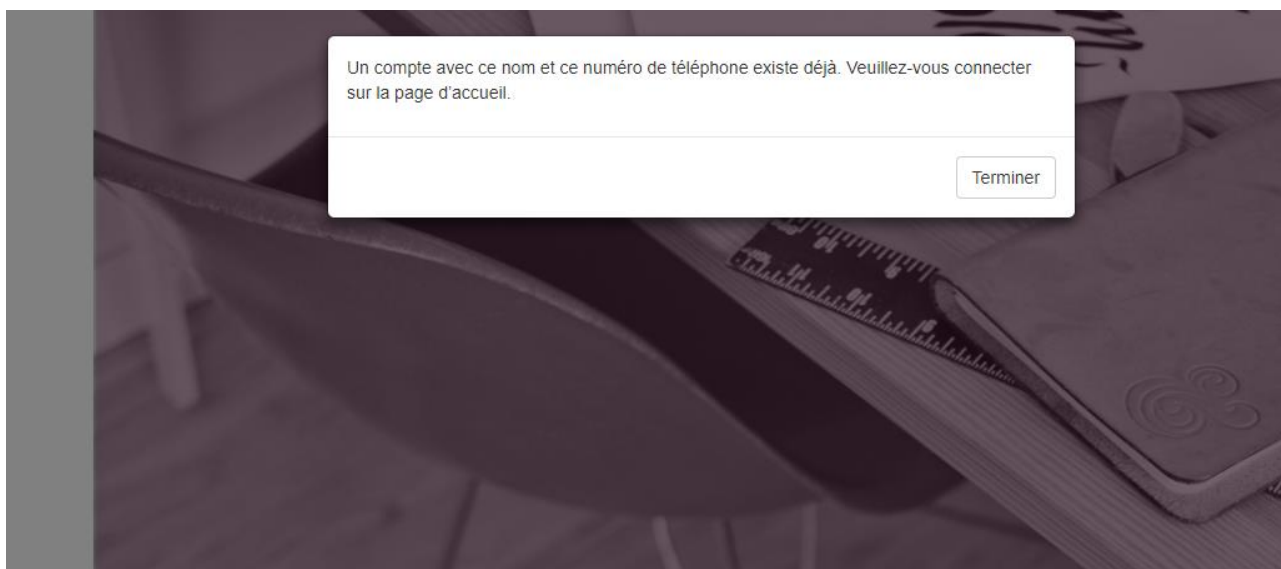 Un compte avec ce nom et ce numéro de téléphone existe déjà. Veuillez-vous connecter
sur la page d'accueil.
Terminer